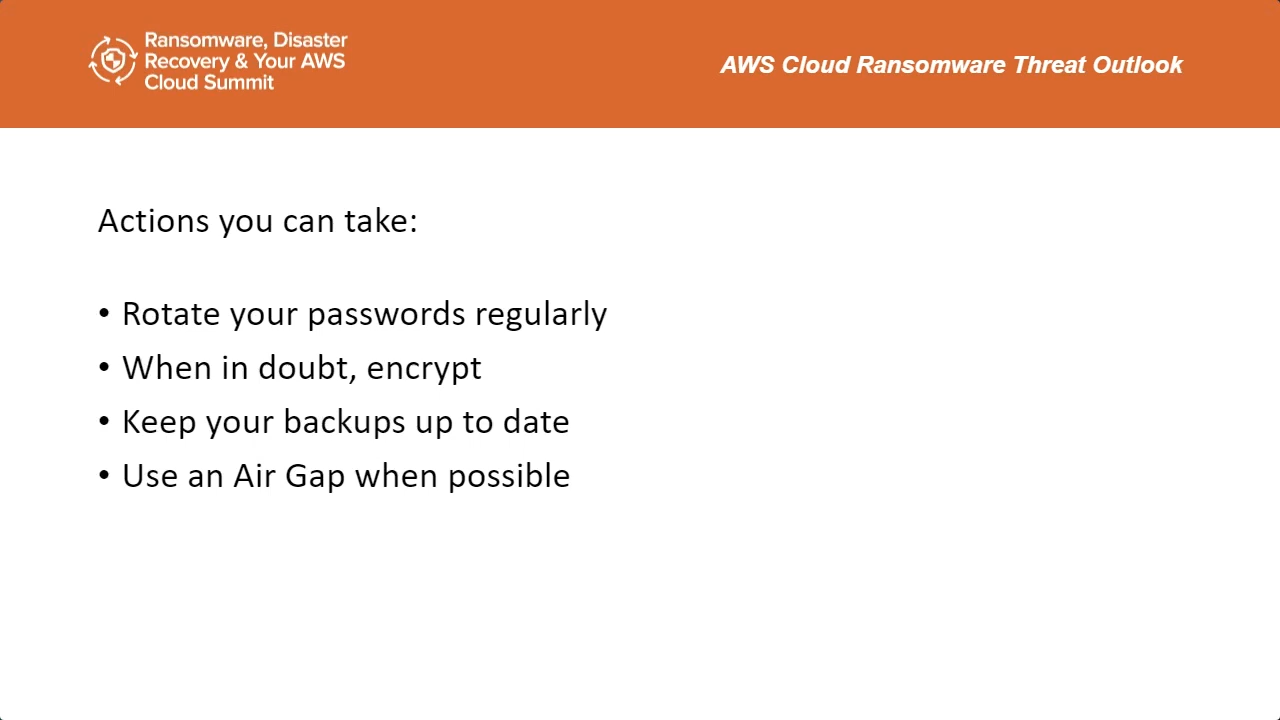 Ransomware, Disaster
Recovery & Your AWS
Cloud Summit
AWS Cloud Ransomware Threat Outlook
Actions you can take:
• Rotate your passwords regularly
• When in doubt, encrypt
• Keep your backups up to date
• Use an Air Gap when possible